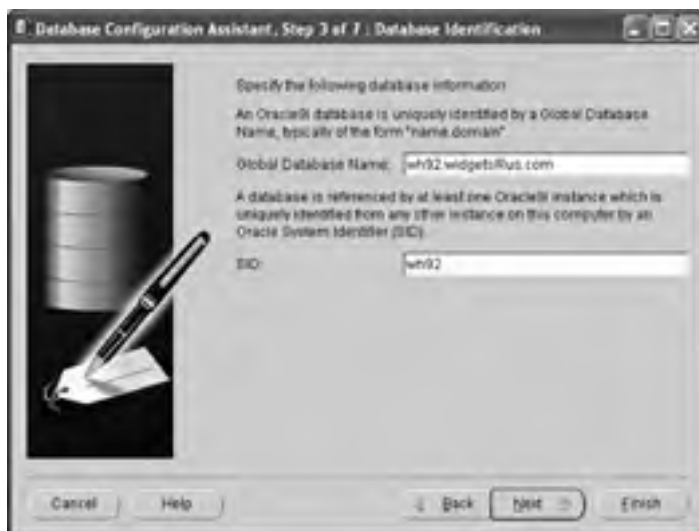 Database Configuration Assistant, Step 3 of 7 : Database Identification
Specify the following database information
An Oracle9i database is uniquely identified by a Global Database
Name, typically of the form "name.domain".
Global Database Name: wh92.widgetsRus.com
A database is referenced by at least one Oracle9i instance which is
uniquely identified from any other instance on this computer by an
Oracle System Identifier (SID).
SID: wh92
Cancel Help Back Next Finish